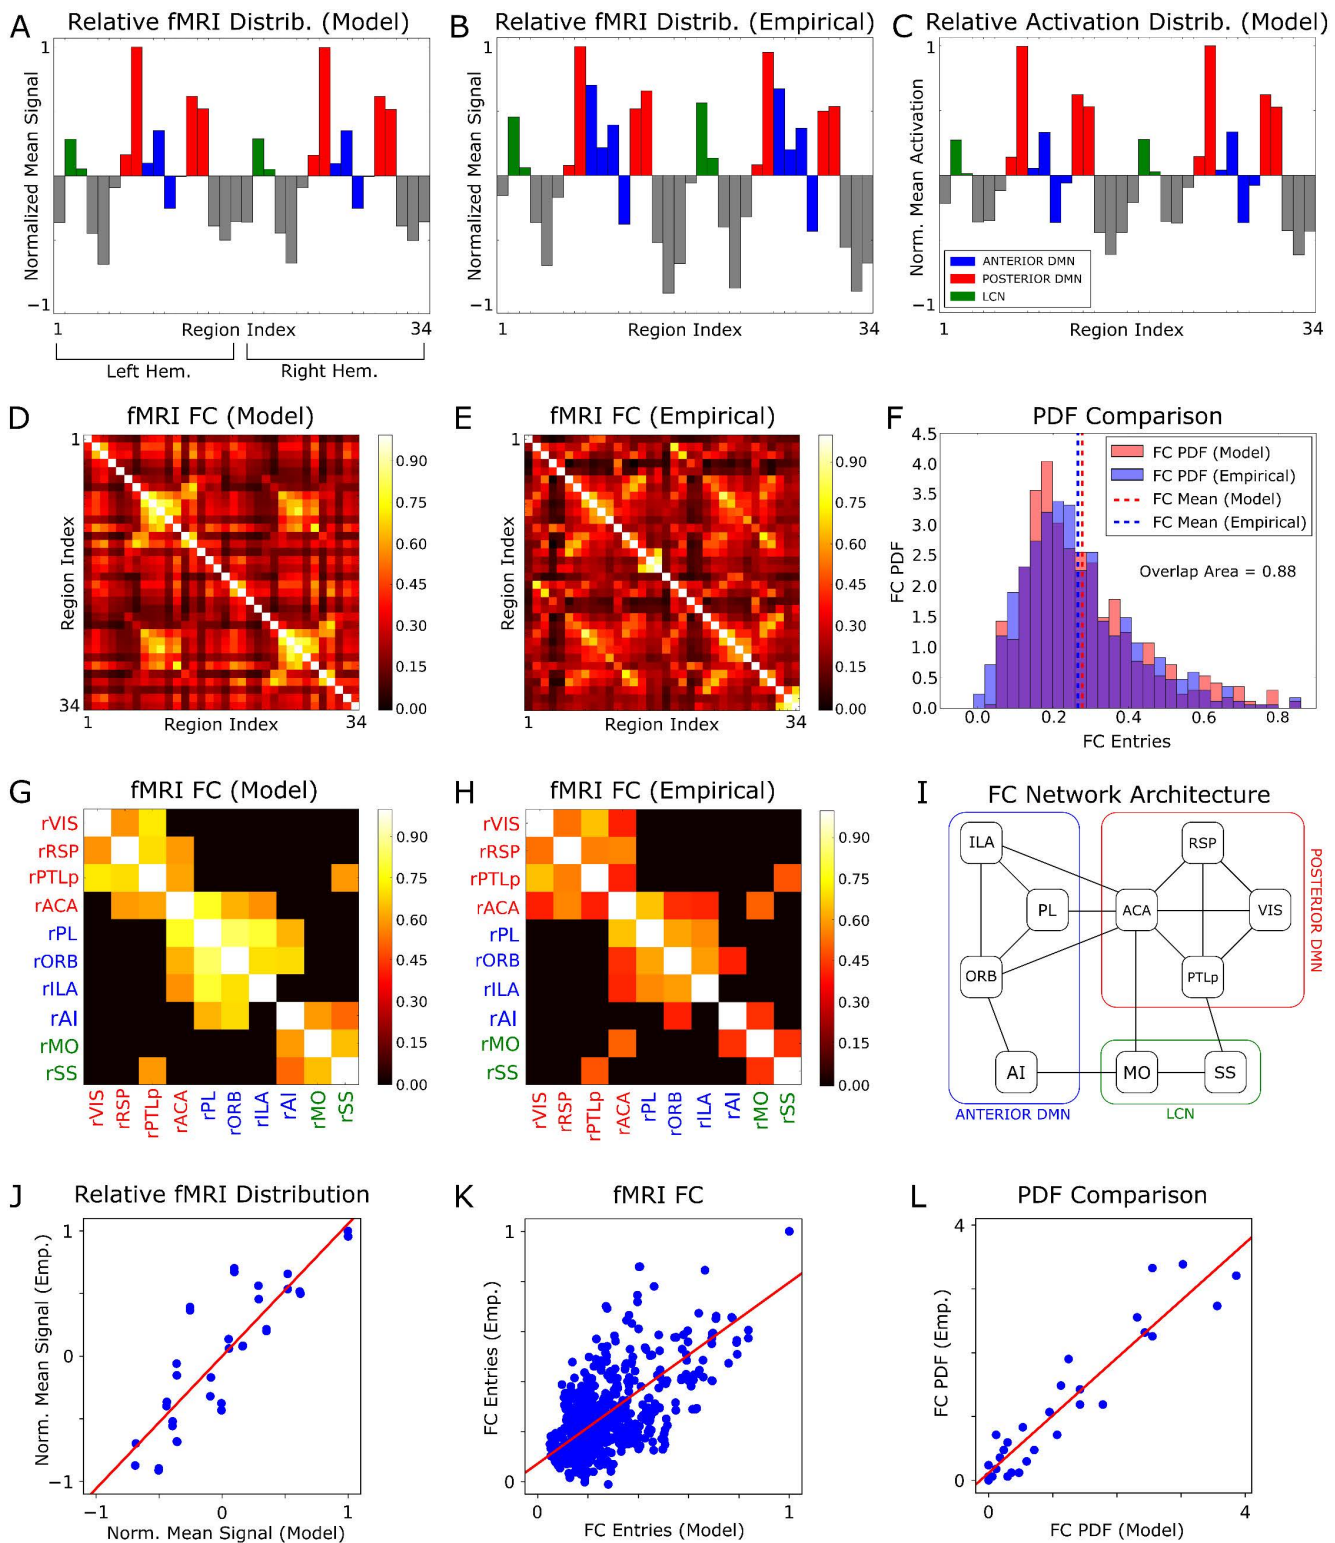 A Relative fMRI Distrib. (Model)
Normalized Mean Signal
1
−1
1 Region Index 34
Left Hem. Right Hem.
B Relative fMRI Distrib. (Empirical)
Normalized Mean Signal
1
−1
1 Region Index 34
C Relative Activation Distrib. (Model)
Norm. Mean Activation
1
−1
ANTERIOR DMN
POSTERIOR DMN
LCN
1 Region Index 34
D fMRI FC (Model)
Region Index
1
34
1 Region Index 34
0.90
0.75
0.60
0.45
0.30
0.15
0.00
E fMRI FC (Empirical)
Region Index
1
34
1 Region Index 34
0.90
0.75
0.60
0.45
0.30
0.15
0.00
F PDF Comparison
FC PDF
4.5
4.0
3.5
3.0
2.5
2.0
1.5
1.0
0.5
0.0
FC PDF (Model)
FC PDF (Empirical)
FC Mean (Model)
FC Mean (Empirical)
Overlap Area = 0.88
0.0 0.2 0.4 0.6 0.8
FC Entries
G fMRI FC (Model)
rVIS
rRSP
rPTLp
rACA
rPL
rORB
rILA
rAI
rMO
rSS
rVIS rRSP rPTLp rACA rPL rORB rILA rAI rMO rSS
0.90
0.75
0.60
0.45
0.30
0.15
0.00
H fMRI FC (Empirical)
rVIS
rRSP
rPTLp
rACA
rPL
rORB
rILA
rAI
rMO
rSS
rVIS rRSP rPTLp rACA rPL rORB rILA rAI rMO rSS
0.90
0.75
0.60
0.45
0.30
0.15
0.00
I FC Network Architecture
ILA RSP
PL ACA VIS
ORB PTLp
AI MO SS
POSTERIOR DMN
ANTERIOR DMN LCN
J Relative fMRI Distribution
Norm. Mean Signal (Emp.)
1
0
−1
−1 0 1
Norm. Mean Signal (Model)
K fMRI FC
FC Entries (Emp.)
1
0
0 1
FC Entries (Model)
L PDF Comparison
FC PDF (Emp.)
4
0
0 4
FC PDF (Model)